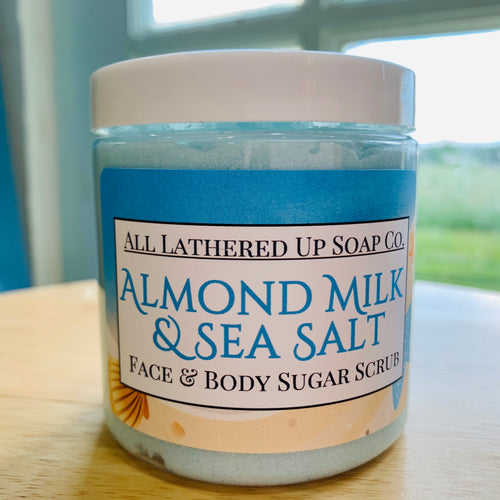 All Lathered Up Soap Co.
Almond Milk
& Sea Salt
Face & Body Sugar Scrub